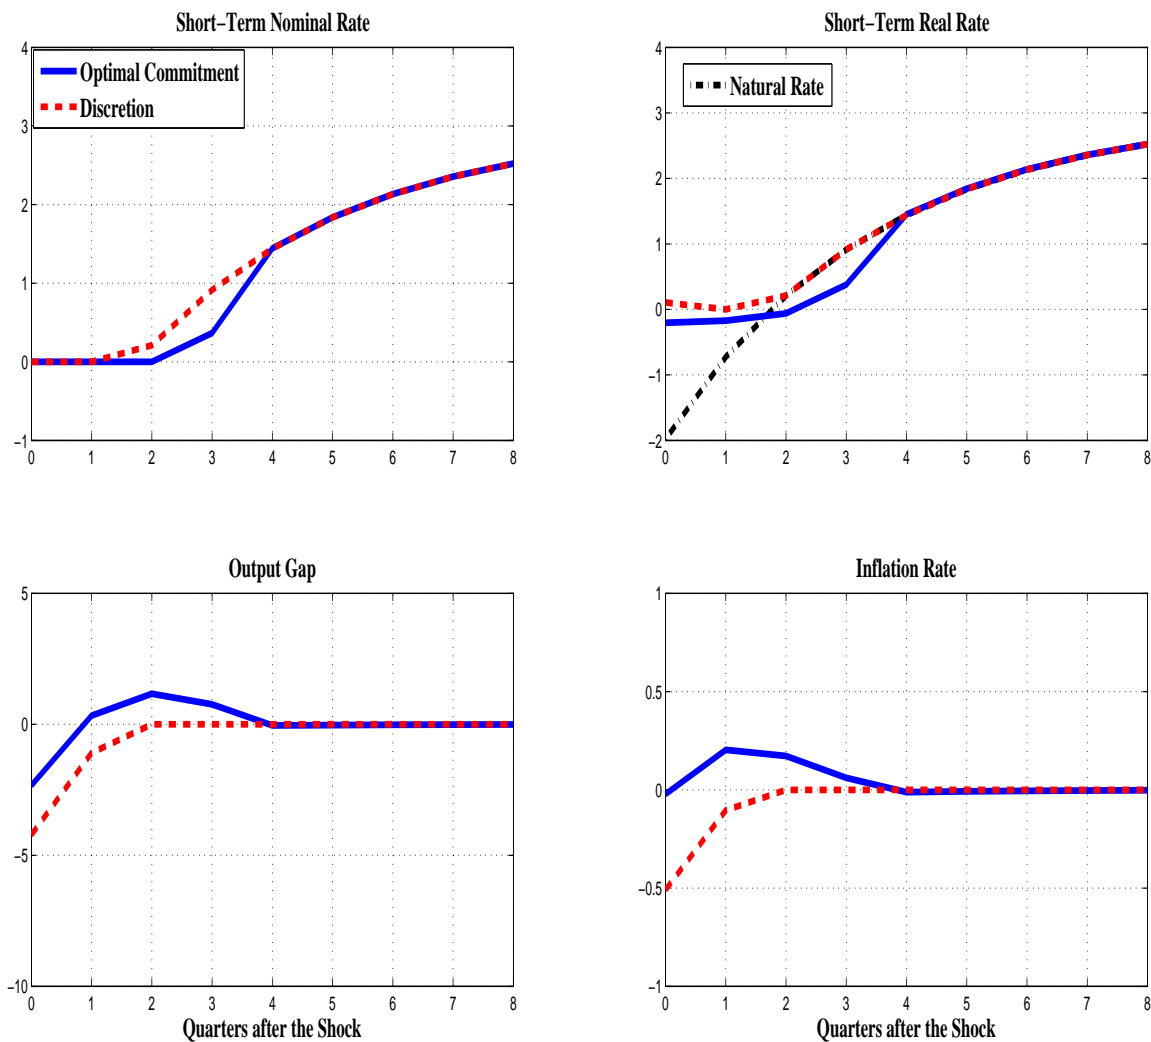 Short-Term Nominal Rate
Optimal Commitment
Discretion
4
3
2
1
0
-1
0 1 2 3 4 5 6 7 8
Short-Term Real Rate
Natural Rate
4
3
2
1
0
-1
-2
0 1 2 3 4 5 6 7 8
Output Gap
5
0
-5
-10
0 1 2 3 4 5 6 7 8
Quarters after the Shock
Inflation Rate
1
0.5
0
-0.5
-1
0 1 2 3 4 5 6 7 8
Quarters after the Shock